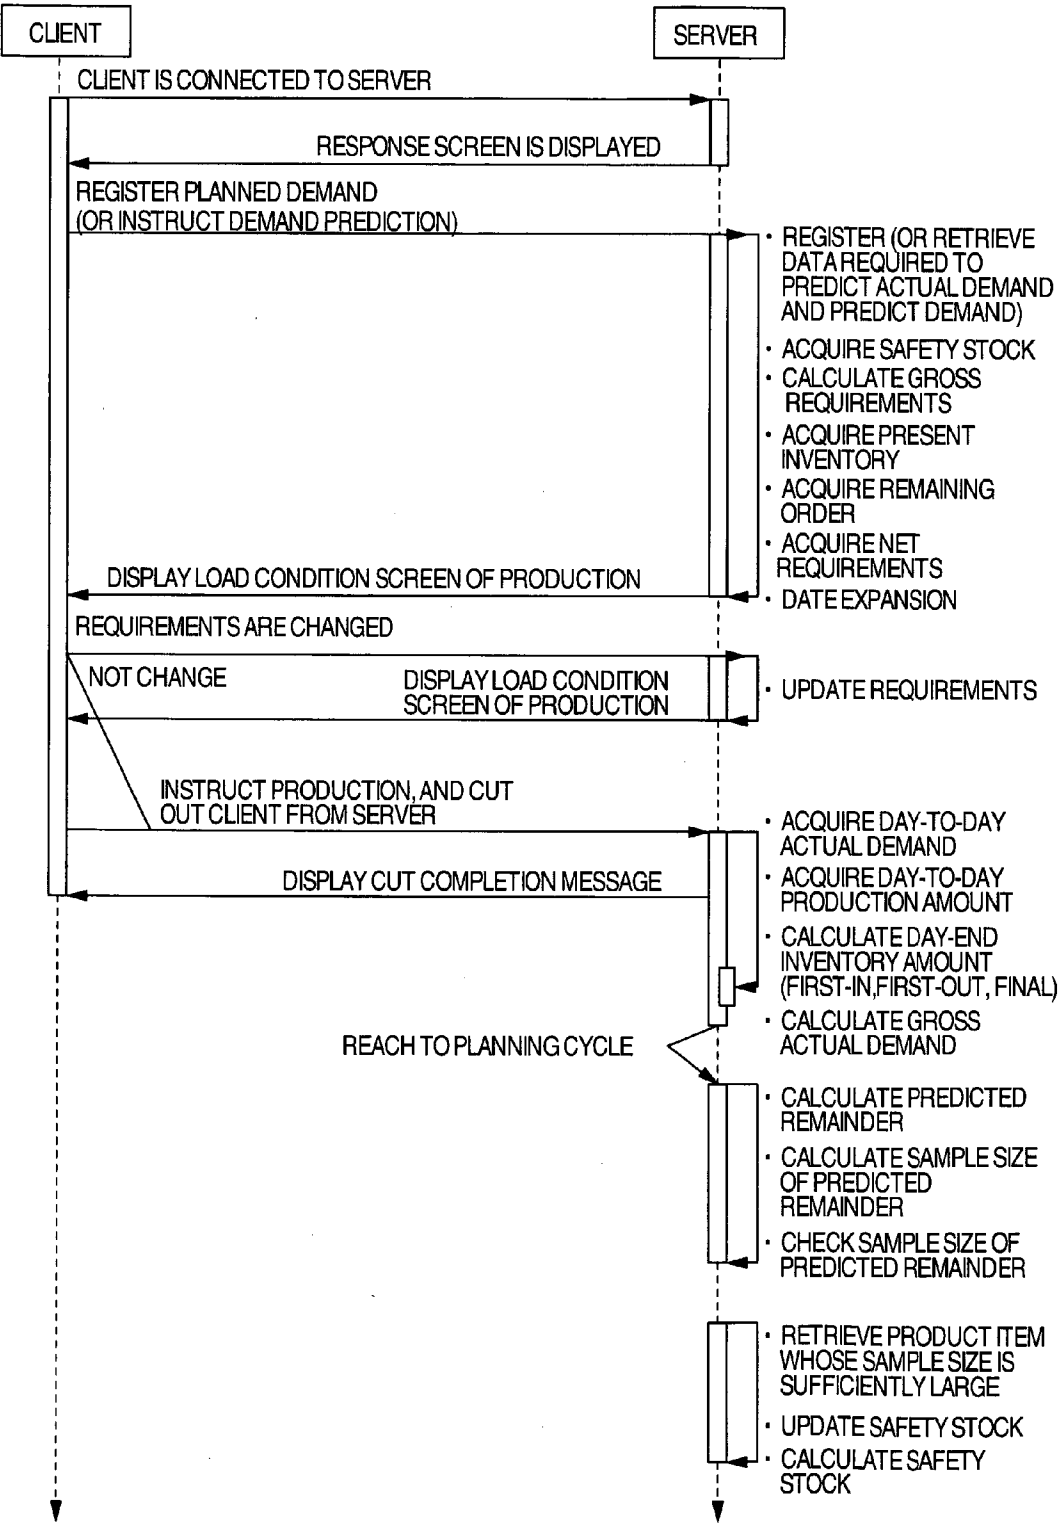 CLIENT
SERVER
CLIENT IS CONNECTED TO SERVER
RESPONSE SCREEN IS DISPLAYED
REGISTER PLANNED DEMAND
(OR INSTRUCT DEMAND PREDICTION)
· REGISTER (OR RETRIEVE
DATA REQUIRED TO
PREDICT ACTUAL DEMAND
AND PREDICT DEMAND)
· ACQUIRE SAFETY STOCK
· CALCULATE GROSS
REQUIREMENTS
· ACQUIRE PRESENT
INVENTORY
· ACQUIRE REMAINING
ORDER
· ACQUIRE NET
REQUIREMENTS
DISPLAY LOAD CONDITION SCREEN OF PRODUCTION
· DATE EXPANSION
REQUIREMENTS ARE CHANGED
NOT CHANGE
DISPLAY LOAD CONDITION
SCREEN OF PRODUCTION
· UPDATE REQUIREMENTS
INSTRUCT PRODUCTION, AND CUT
OUT CLIENT FROM SERVER
· ACQUIRE DAY-TO-DAY
ACTUAL DEMAND
DISPLAY CUT COMPLETION MESSAGE
· ACQUIRE DAY-TO-DAY
PRODUCTION AMOUNT
· CALCULATE DAY-END
INVENTORY AMOUNT
(FIRST-IN, FIRST-OUT, FINAL)
· CALCULATE GROSS
ACTUAL DEMAND
REACH TO PLANNING CYCLE
· CALCULATE PREDICTED
REMAINDER
· CALCULATE SAMPLE SIZE
OF PREDICTED
REMAINDER
· CHECK SAMPLE SIZE OF
PREDICTED REMAINDER
· RETRIEVE PRODUCT ITEM
WHOSE SAMPLE SIZE IS
SUFFICIENTLY LARGE
· UPDATE SAFETY STOCK
· CALCULATE SAFETY
STOCK